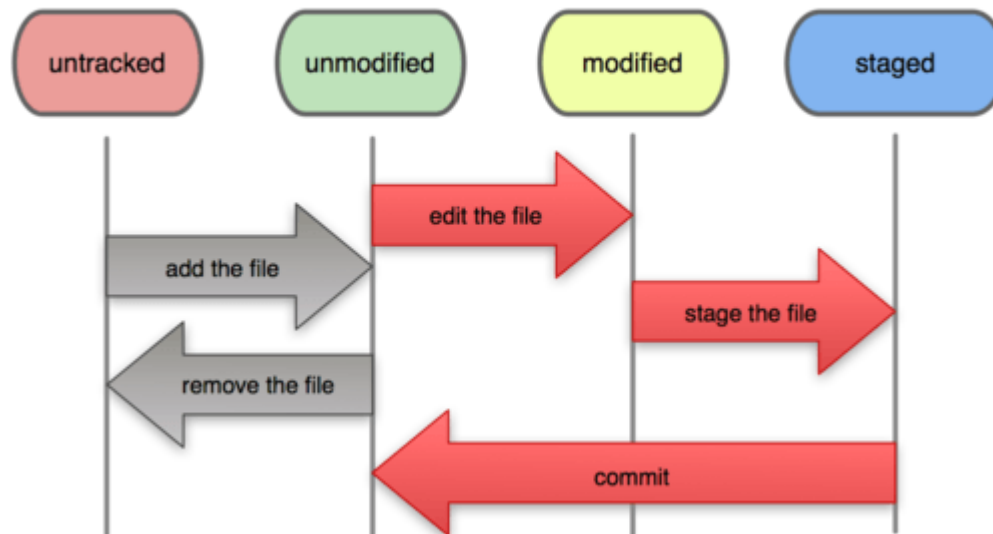 untracked
unmodified
modified
staged
edit the file
add the file
stage the file
remove the file
commit